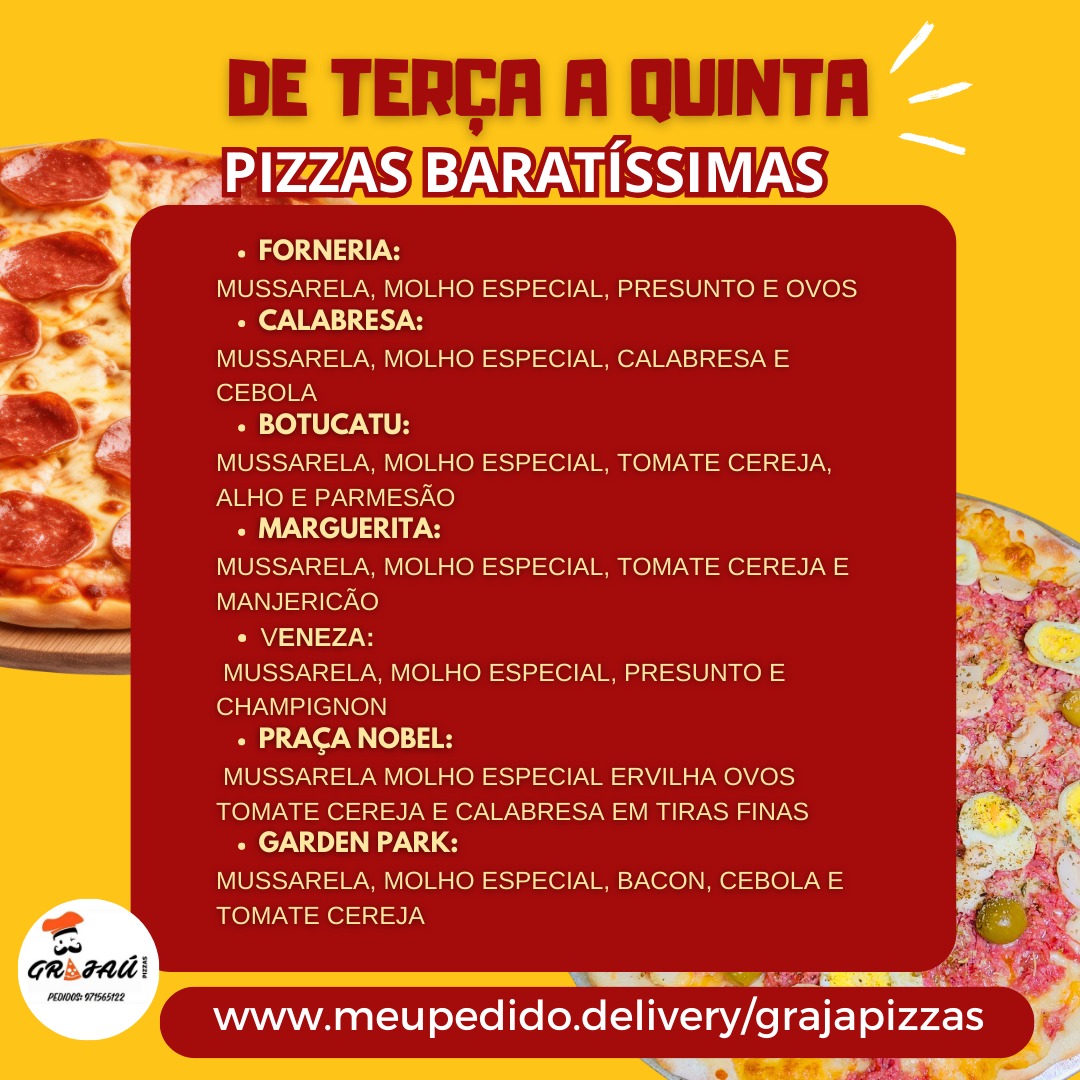 DE TERÇA A QUINTA
PIZZAS BARATÍSSIMAS
• FORNERIA:
MUSSARELA, MOLHO ESPECIAL, PRESUNTO E OVOS
• CALABRESA:
MUSSARELA, MOLHO ESPECIAL, CALABRESA E
CEBOLA
• BOTUCATU:
MUSSARELA, MOLHO ESPECIAL, TOMATE CEREJA,
ALHO E PARMESÃO
• MARGUERITA:
MUSSARELA, MOLHO ESPECIAL, TOMATE CEREJA E
MANJERICÃO
• VENEZA:
MUSSARELA, MOLHO ESPECIAL, PRESUNTO E
CHAMPIGNON
• PRAÇA NOBEL:
MUSSARELA MOLHO ESPECIAL ERVILHA OVOS
TOMATE CEREJA E CALABRESA EM TIRAS FINAS
• GARDEN PARK:
MUSSARELA, MOLHO ESPECIAL, BACON, CEBOLA E
TOMATE CEREJA
GRAJAÚ
PIZZAS
PEDIDOS: 971565122
www.meupedido.delivery/grajapizzas